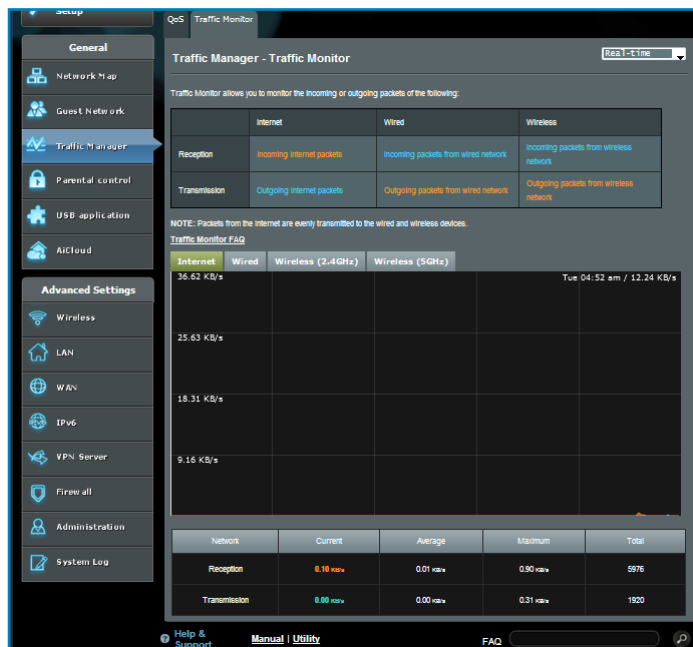 Setup
QoS Traffic Monitor
General
Network Map
Guest Network
Traffic Manager
Parental control
USB application
AiCloud
Advanced Settings
Wireless
LAN
WAN
IPv6
VPN Server
Firewall
Administration
System Log
Traffic Manager - Traffic Monitor
Real-time
Traffic Monitor allows you to monitor the incoming or outgoing packets of the following:
Internet Wired Wireless
Reception Incoming Internet packets Incoming packets from wired network Incoming packets from wireless network
Transmission Outgoing Internet packets Outgoing packets from wired network Outgoing packets from wireless network
NOTE: Packets from the Internet are evenly transmitted to the wired and wireless devices.
Traffic Monitor FAQ
Internet Wired Wireless (2.4GHz) Wireless (5GHz)
36.62 KB/s Tue 04:52 am / 12.24 KB/s
25.63 KB/s
18.31 KB/s
9.16 KB/s
Network Current Average Maximum Total
Reception 0.10 KB/s 0.01 KB/s 0.90 KB/s 5976
Transmission 0.00 KB/s 0.00 KB/s 0.31 KB/s 1920
Help & Support Manual | Utility FAQ